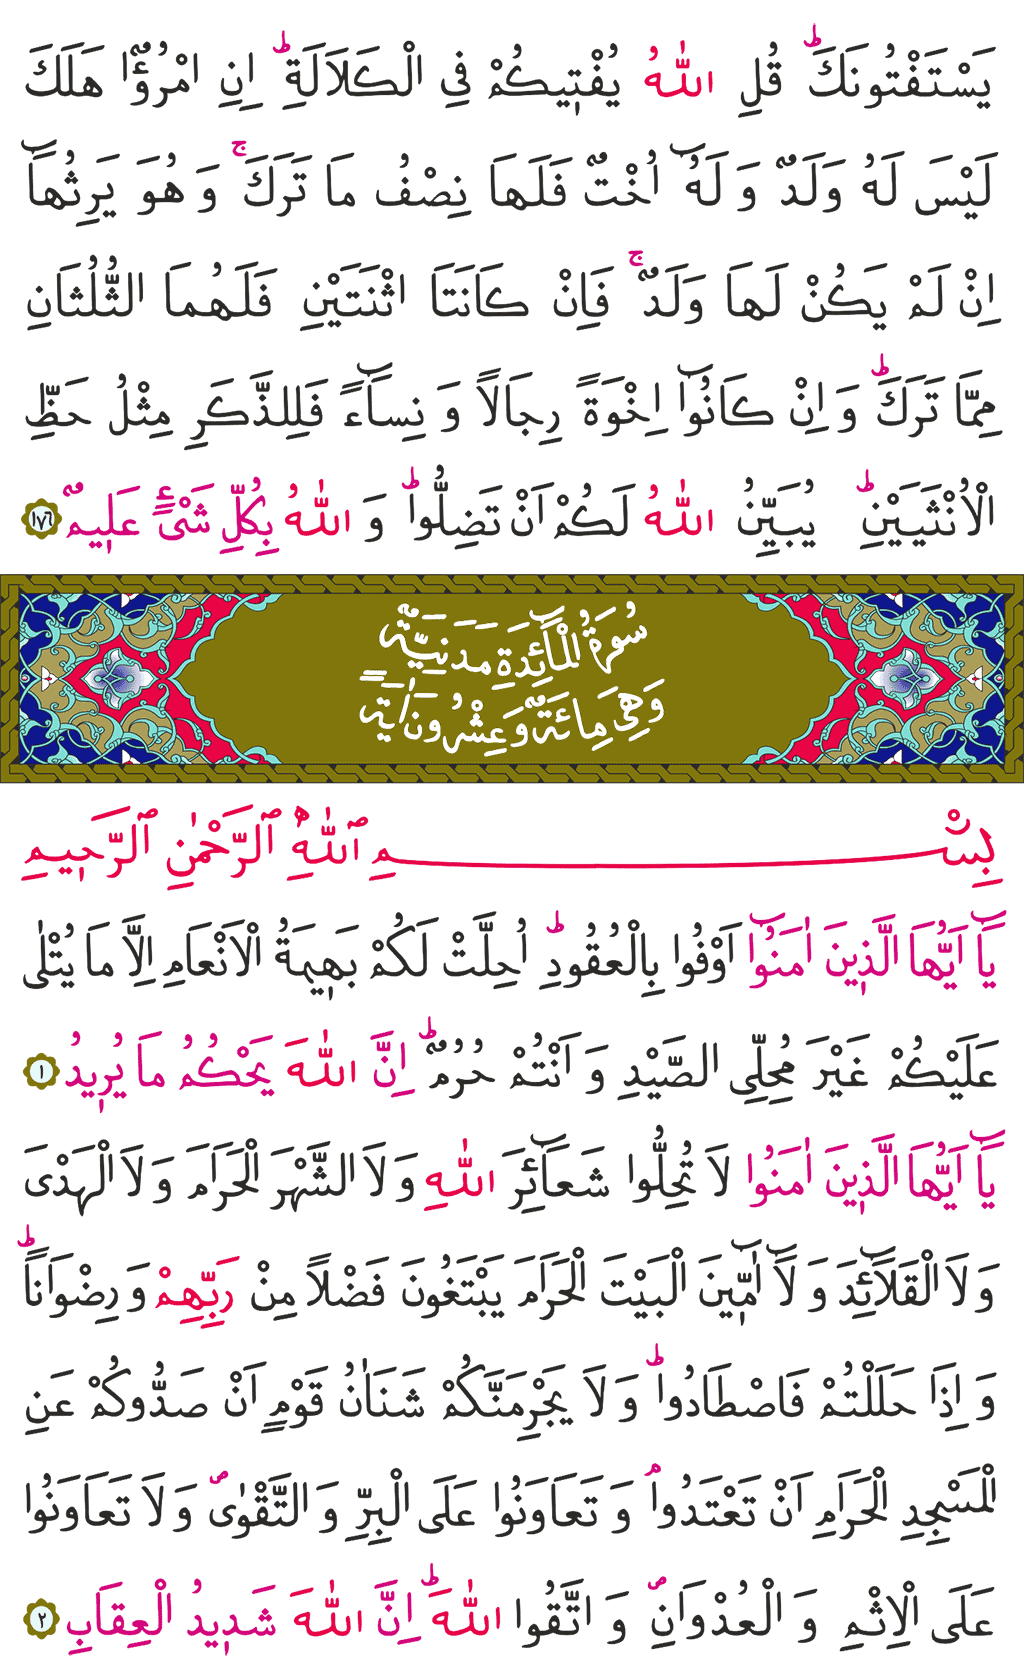 يَسْتَفْتُونَكَ ۜؕ قُلِ اللّٰهُ يُفْتٖيكُمْ فِى الْكَلَالَةِؕ اِنِ امْرُؤٌا هَلَكَ
لَيْسَ لَهُ وَلَدٌ وَ لَهُٓ اُخْتٌ فَلَهَا نِصْفُ مَا تَرَكَۚ وَ هُوَ يَرِثُهَٓا
اِنْ لَمْ يَكُنْ لَهَا وَلَدٌۚ فَاِنْ كَانَتَا اثْنَتَيْنِ فَلَهُمَا الثُّلُثَانِ
مِمَّا تَرَكَؕ وَ اِنْ كَانُٓوا اِخْوَةً رِجَالًا وَ نِسَٓاءً فَلِلذَّكَرِ مِثْلُ حَظِّ
الْاُنْثَيَيْنِؕ يُبَيِّنُ اللّٰهُ لَكُمْ اَنْ تَضِلُّواؕ وَ اللّٰهُ بِكُلِّ شَىْءٍ عَلٖيمٌ ١٧٦
سُورَةُ الْمَٓائِدَةِ مَدَنِيَّةٌ
وَهِىَ مِائَةٌ وَعِشْرُونَ اٰيَةً
بِسْمِ ٱللّٰهِ ٱلرَّحْمٰنِ ٱلرَّحٖيمِ
يَٓا اَيُّهَا الَّذٖينَ اٰمَنُٓوا اَوْفُوا بِالْعُقُودِؕ اُحِلَّتْ لَكُمْ بَهٖيمَةُ الْاَنْعَامِ اِلَّا مَا يُتْلٰى
عَلَيْكُمْ غَيْرَ مُحِلِّى الصَّيْدِ وَ اَنْتُمْ حُرُمٌؕ اِنَّ اللّٰهَ يَحْكُمُ مَا يُرٖيدُ ١
يَٓا اَيُّهَا الَّذٖينَ اٰمَنُوا لَا تُحِلُّوا شَعَٓائِرَ اللّٰهِ وَ لَا الشَّهْرَ الْحَرَامَ وَ لَا الْهَدْىَ
وَ لَا الْقَلَٓائِدَ وَ لَٓا اٰمّٖينَ الْبَيْتَ الْحَرَامَ يَبْتَغُونَ فَضْلًا مِنْ رَبِّهِمْ وَ رِضْوَانًاؕ
وَ اِذَا حَلَلْتُمْ فَاصْطَادُواؕ وَ لَا يَجْرِمَنَّكُمْ شَنَاٰنُ قَوْمٍ اَنْ صَدُّوكُمْ عَنِ
الْمَسْجِدِ الْحَرَامِ اَنْ تَعْتَدُواۘ وَ تَعَاوَنُوا عَلَى الْبِرِّ وَ التَّقْوٰىࣕ وَ لَا تَعَاوَنُوا
عَلَى الْاِثْمِ وَ الْعُدْوَانِࣕ وَ اتَّقُوا اللّٰهَؕ اِنَّ اللّٰهَ شَدٖيدُ الْعِقَابِ ٢